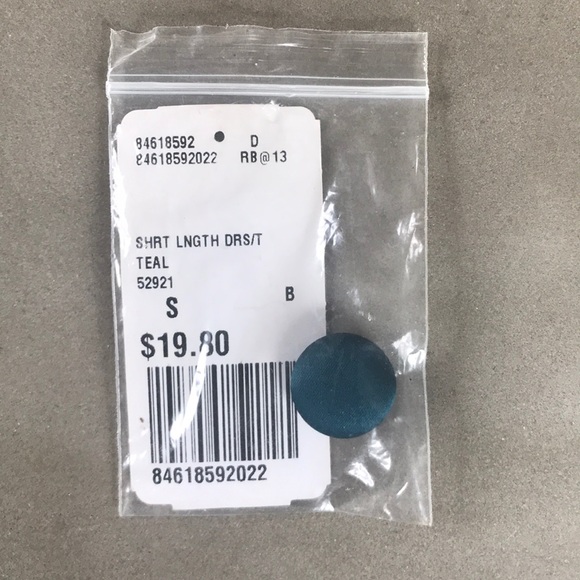 84618592 D
84618592022 RB@13
SHRT LNGTH DRS/T
TEAL
52921
S B
$19.80
84618592022